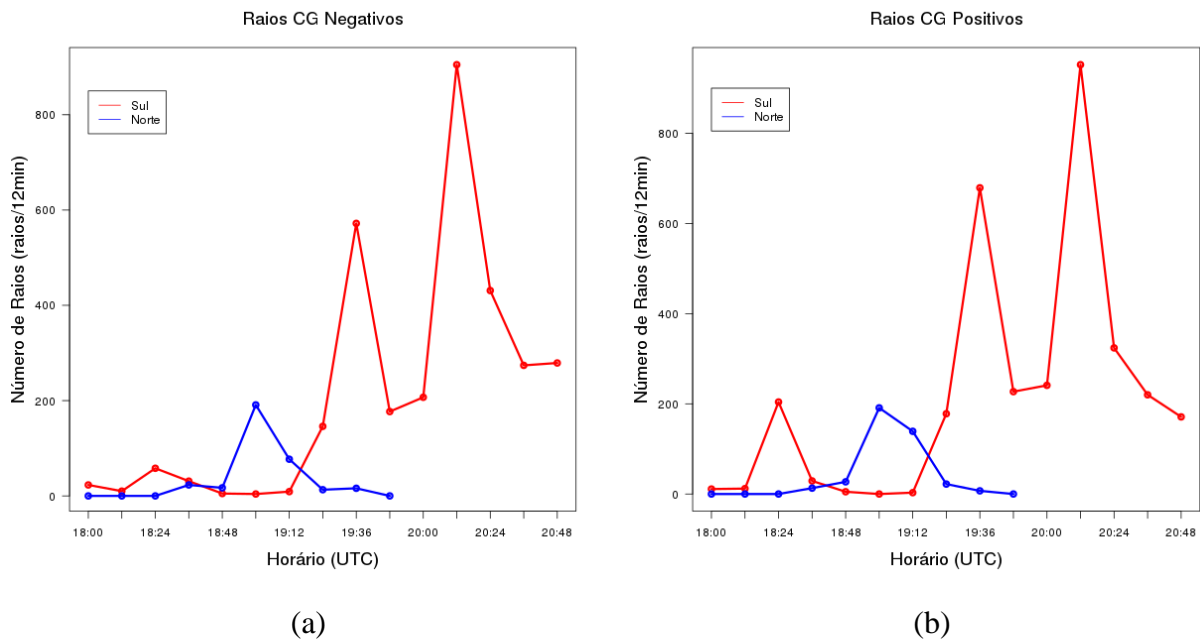 Raios CG Negativos
Número de Raios (raios/12min)
800
600
400
200
0
Sul
Norte
18:00 18:24 18:48 19:12 19:36 20:00 20:24 20:48
Horário (UTC)
(a)
Raios CG Positivos
Número de Raios (raios/12min)
800
600
400
200
0
Sul
Norte
18:00 18:24 18:48 19:12 19:36 20:00 20:24 20:48
Horário (UTC)
(b)